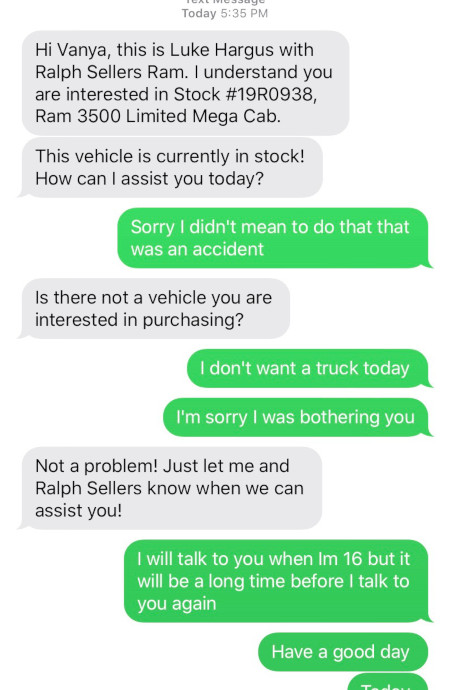 Text Message
Today 5:35 PM
Hi Vanya, this is Luke Hargus with
Ralph Sellers Ram. I understand you
are interested in Stock #19R0938,
Ram 3500 Limited Mega Cab.
This vehicle is currently in stock!
How can I assist you today?
Sorry I didn't mean to do that that
was an accident
Is there not a vehicle you are
interested in purchasing?
I don't want a truck today
I'm sorry I was bothering you
Not a problem! Just let me and
Ralph Sellers know when we can
assist you!
I will talk to you when Im 16 but it
will be a long time before I talk to
you again
Have a good day
Today